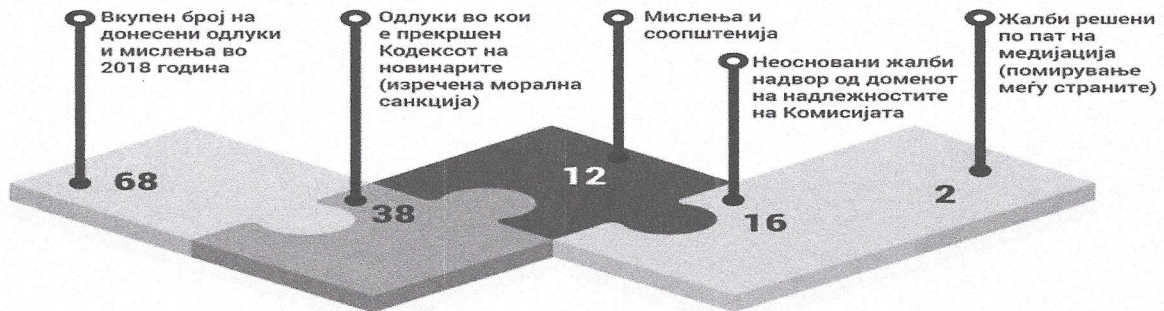 Вкупен број на
донесени одлуки
и мислења во
2018 година
68
Одлуки во кои
е прекршен
Кодексот на
новинарите
(изречена морална
санкција)
38
Мислења и
соопштенија
12
Неосновани жалби
надвор од доменот
на надлежностите
на Комисијата
16
Жалби решени
по пат на
медијација
(помирување
меѓу страните)
2